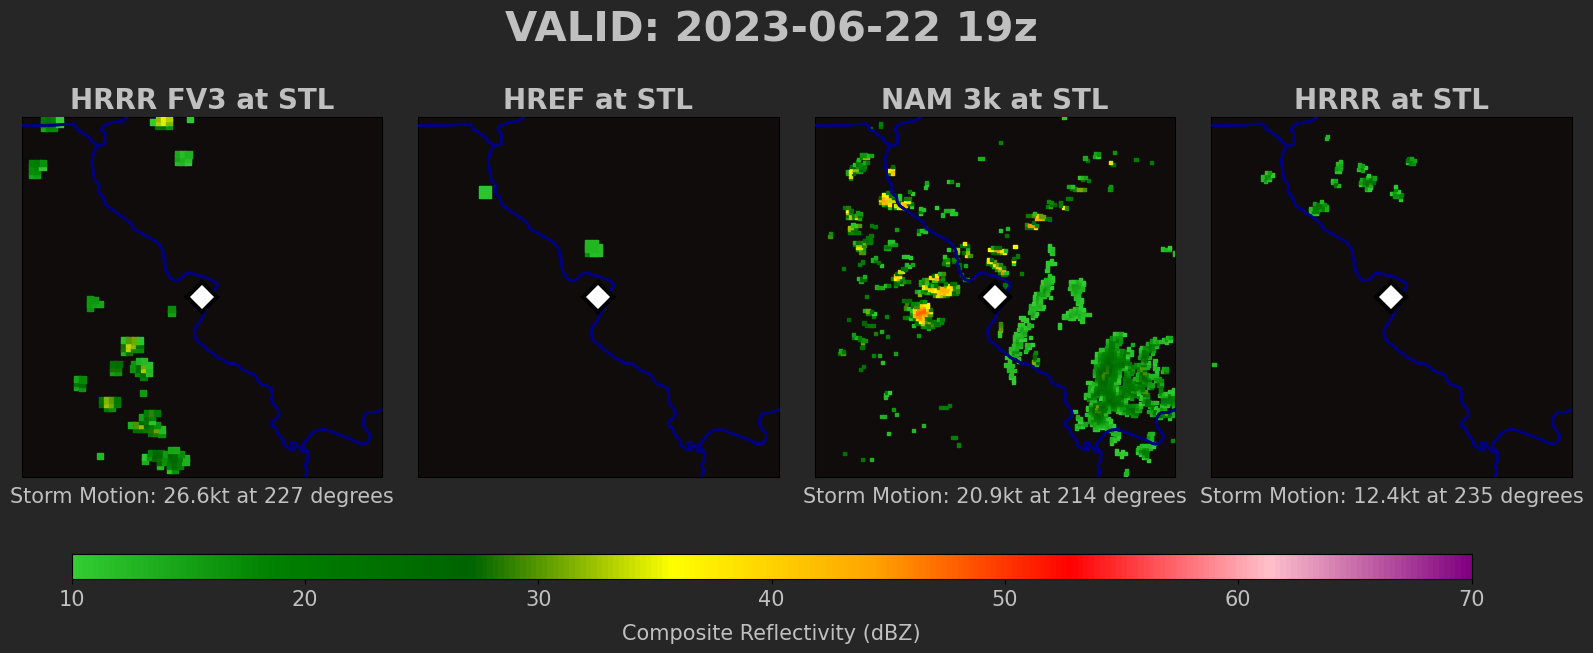 VALID: 2023-06-22 19z
HRRR FV3 at STL
HREF at STL
NAM 3k at STL
HRRR at STL
Storm Motion: 26.6kt at 227 degrees
Storm Motion: 20.9kt at 214 degrees
Storm Motion: 12.4kt at 235 degrees
10 20 30 40 50 60 70
Composite Reflectivity (dBZ)